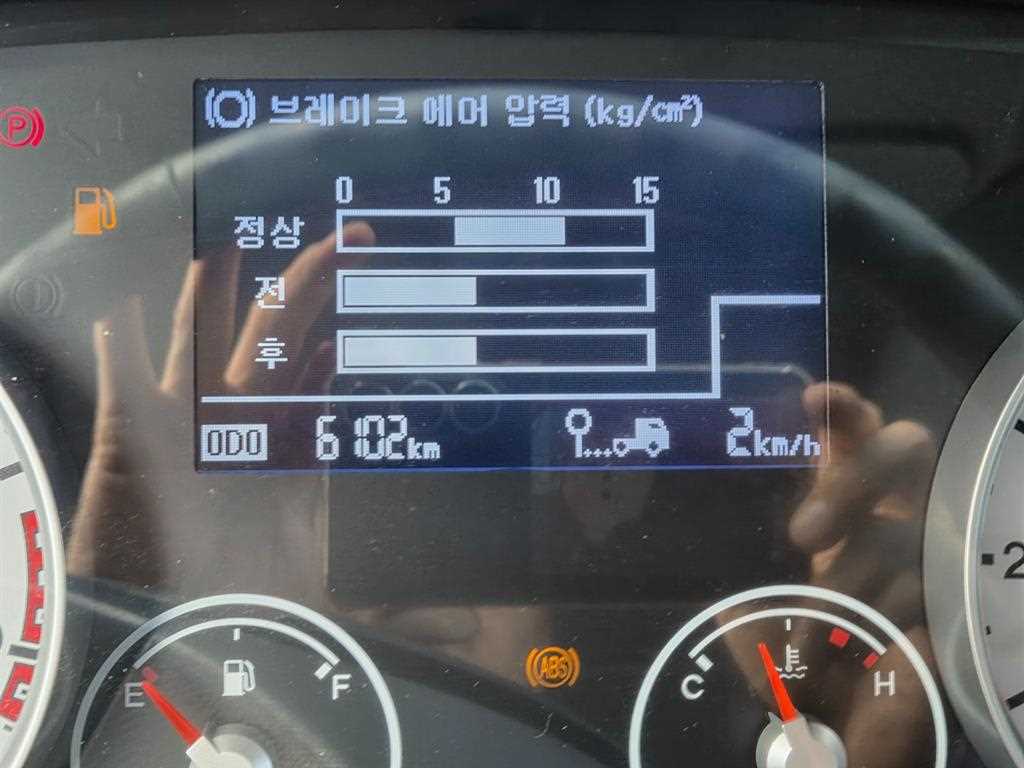 브레이크 에어 압력 (kg/cm²)
P
0 5 10 15
정상
전
후
ODO 6102km 2km/h
2
E F
ABS
C H